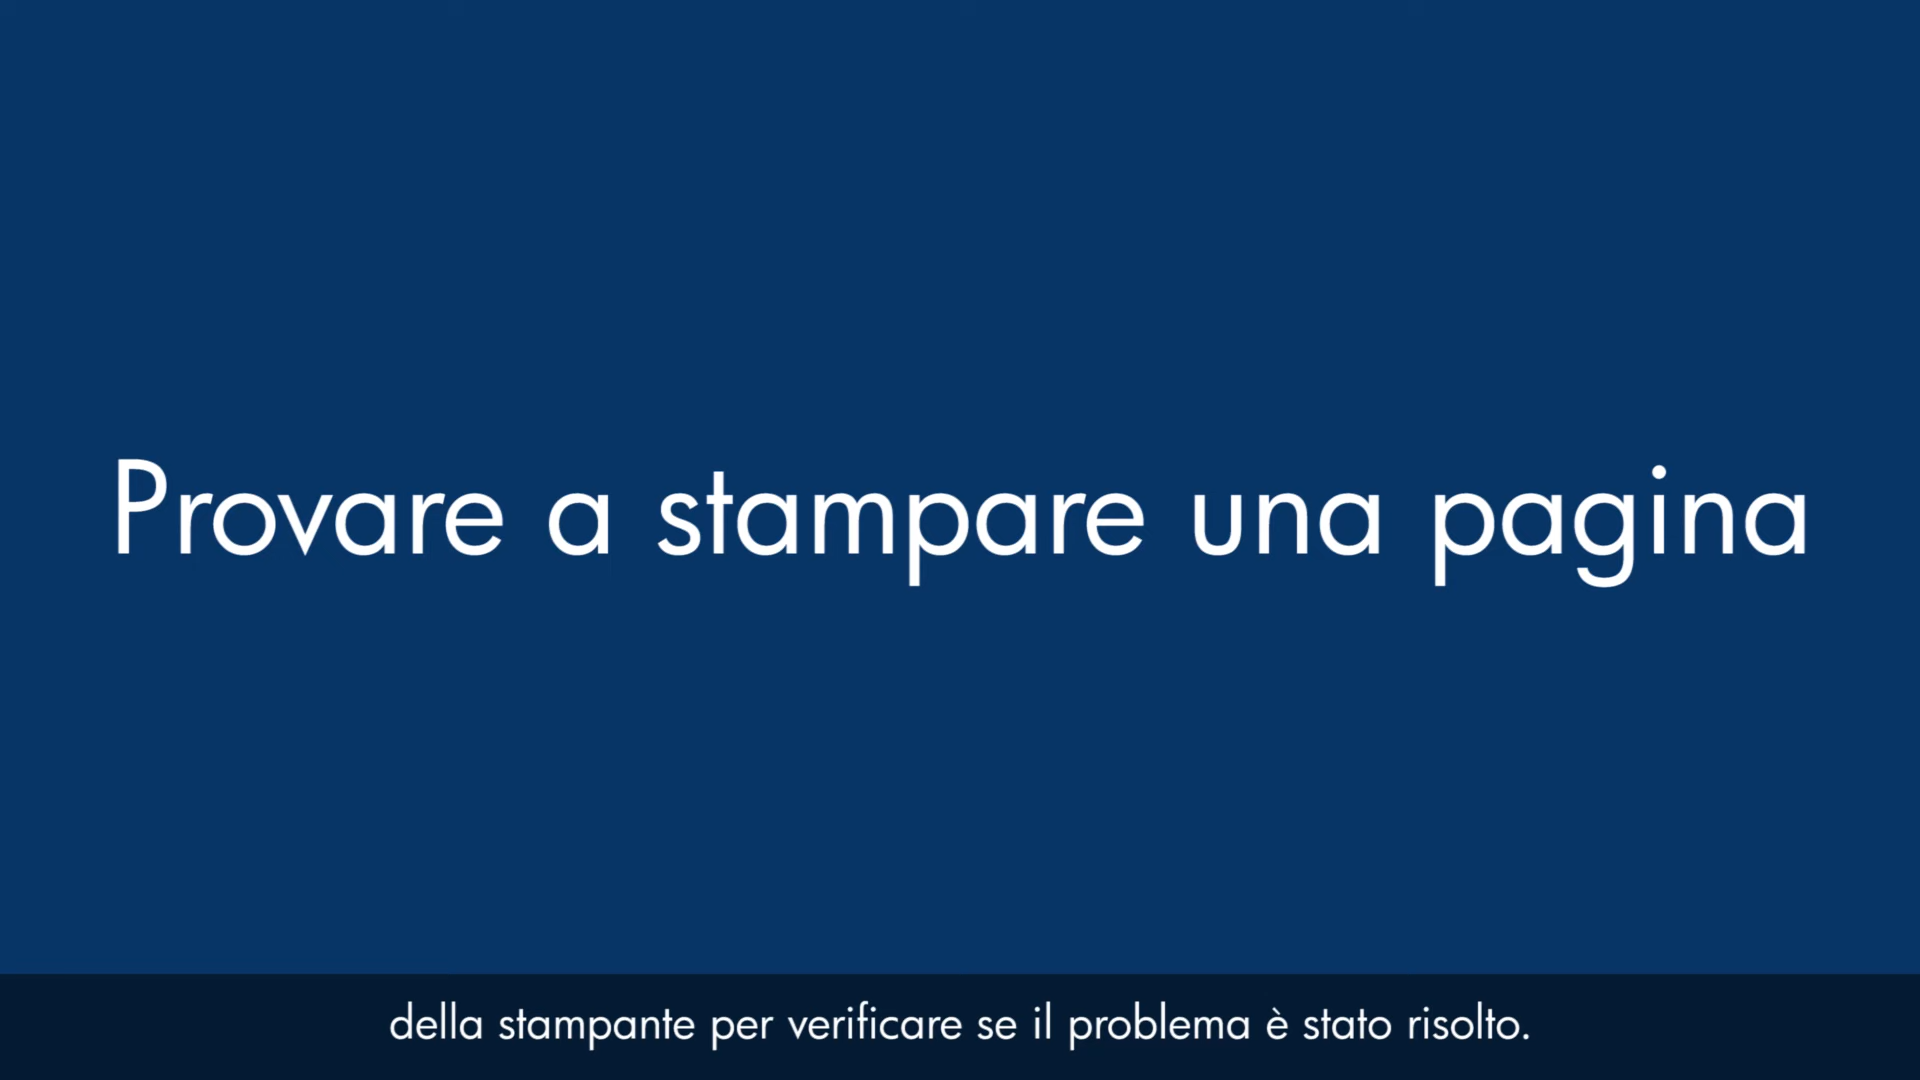 Provare a stampare una pagina
della stampante per verificare se il problema è stato risolto.